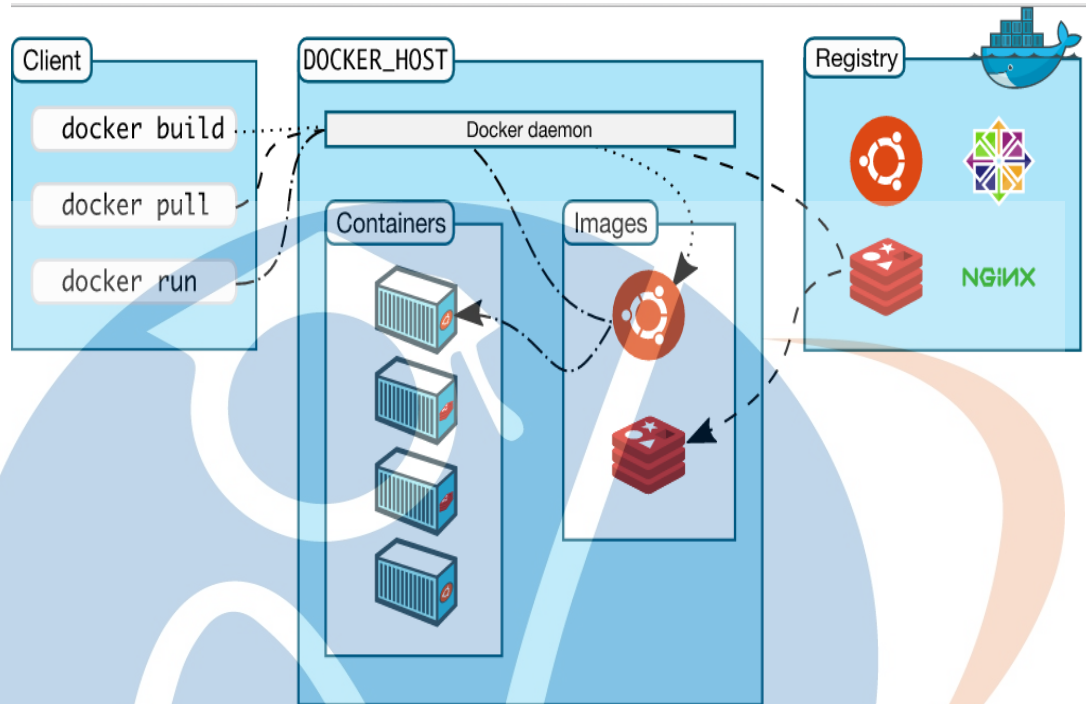 Client
docker build
docker pull
docker run
DOCKER_HOST
Docker daemon
Containers
Images
Registry
NGiNX